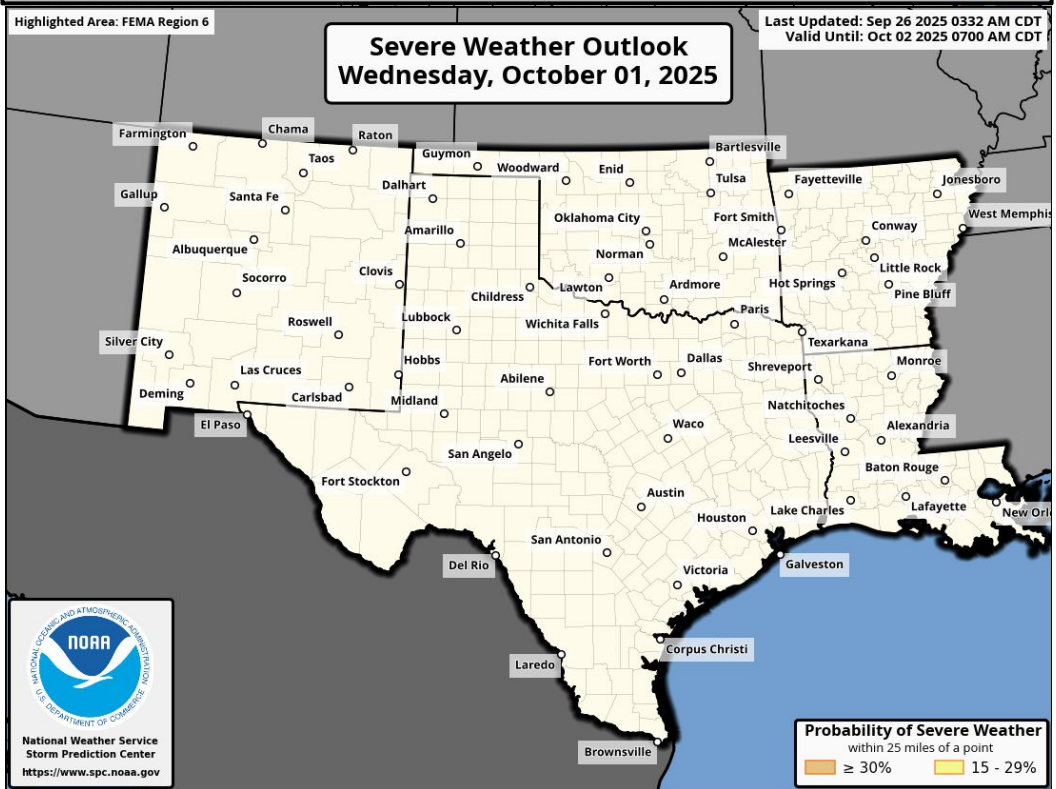 Highlighted Area: FEMA Region 6
Severe Weather Outlook
Wednesday, October 01, 2025
Last Updated: Sep 26 2025 0332 AM CDT
Valid Until: Oct 02 2025 0700 AM CDT
Farmington
Chama
Raton
Taos
Guymon
Woodward
Enid
Bartlesville
Tulsa
Fayetteville
Jonesboro
Gallup
Santa Fe
Dalhart
Oklahoma City
Fort Smith
West Memphis
Albuquerque
Amarillo
Norman
McAlester
Conway
Socorro
Clovis
Childress
Lawton
Ardmore
Hot Springs
Little Rock
Pine Bluff
Roswell
Lubbock
Wichita Falls
Paris
Texarkana
Silver City
Las Cruces
Hobbs
Fort Worth
Dallas
Shreveport
Monroe
Deming
Carlsbad
Midland
Abilene
Natchitoches
El Paso
Waco
Leesville
Alexandria
San Angelo
Fort Stockton
Baton Rouge
Austin
Houston
Lake Charles
Lafayette
New Orl
San Antonio
Del Rio
Victoria
Galveston
Laredo
Corpus Christi
Brownsville
NATIONAL OCEANIC AND ATMOSPHERIC ADMINISTRATION
NOAA
U.S. DEPARTMENT OF COMMERCE
National Weather Service
Storm Prediction Center
https://www.spc.noaa.gov
Probability of Severe Weather
within 25 miles of a point
≥ 30%
15 - 29%